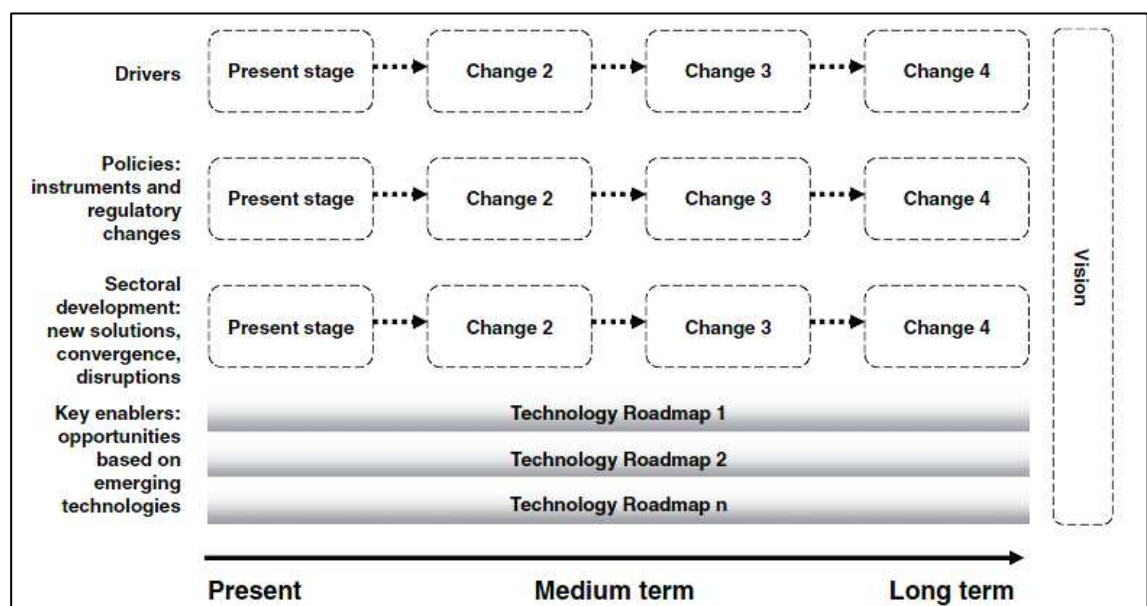 Drivers
Present stage
Change 2
Change 3
Change 4
Policies:
instruments and
regulatory
changes
Present stage
Change 2
Change 3
Change 4
Sectoral
development:
new solutions,
convergence,
disruptions
Present stage
Change 2
Change 3
Change 4
Key enablers:
opportunities
based on
emerging
technologies
Technology Roadmap 1
Technology Roadmap 2
Technology Roadmap n
Vision
Present
Medium term
Long term